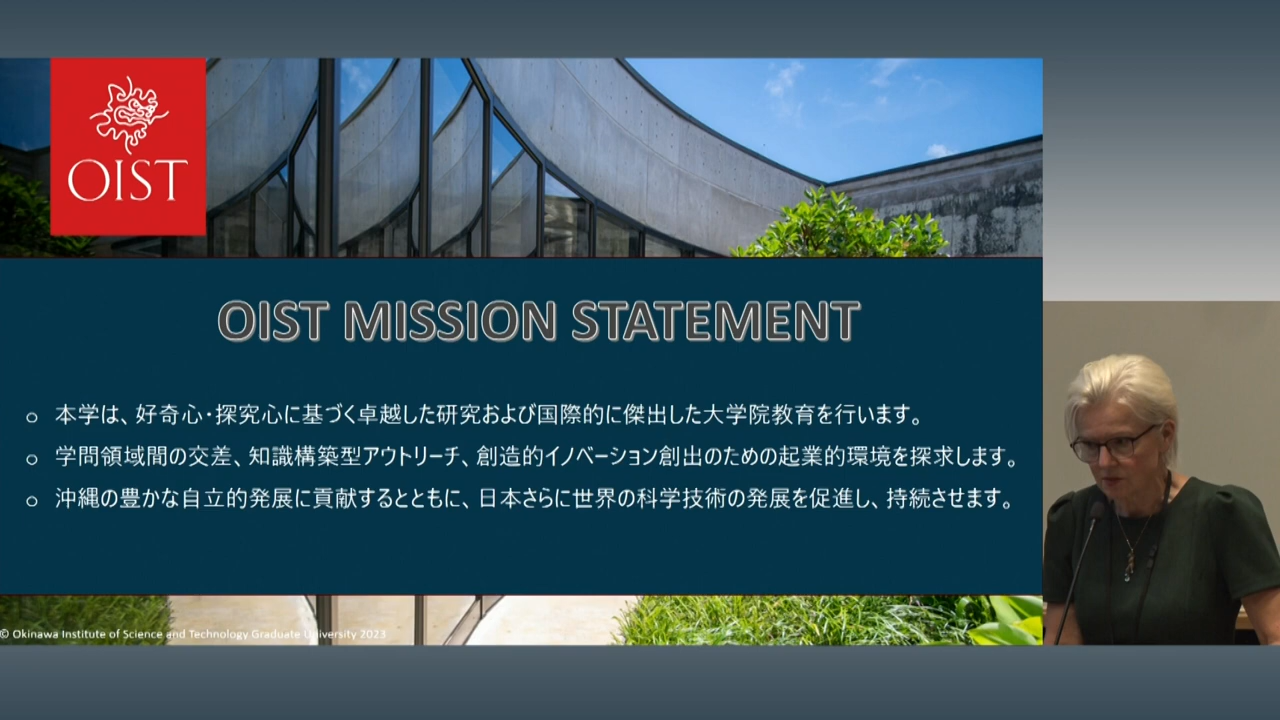 OIST
OIST MISSION STATEMENT
本学は、好奇心・探究心に基づく卓越した研究および国際的に傑出した大学院教育を行います。
学問領域間の交差、知識構築型アウトリーチ、創造的イノベーション創出のための起業的環境を探求します。
沖縄の豊かな自立的発展に貢献するとともに、日本さらに世界の科学技術の発展を促進し、持続させます。
© Okinawa Institute of Science and Technology Graduate University 2023